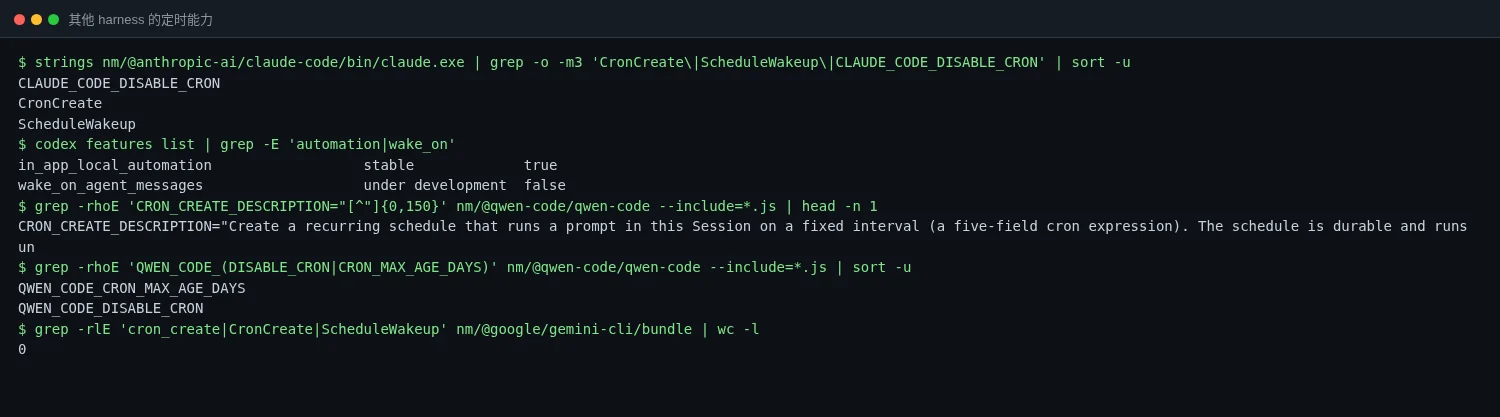 其他 harness 的定时能力
$ strings nm/@anthropic-ai/claude-code/bin/claude.exe | grep -o -m3 'CronCreate\|ScheduleWakeup\|CLAUDE_CODE_DISABLE_CRON' | sort -u
CLAUDE_CODE_DISABLE_CRON
CronCreate
ScheduleWakeup
$ codex features list | grep -E 'automation|wake_on'
in_app_local_automation                  stable             true
wake_on_agent_messages                   under development  false
$ grep -rhoE 'CRON_CREATE_DESCRIPTION="[^"]{0,150}' nm/@qwen-code/qwen-code --include=*.js | head -n 1
CRON_CREATE_DESCRIPTION="Create a recurring schedule that runs a prompt in this Session on a fixed interval (a five-field cron expression). The schedule is durable and runs
un
$ grep -rhoE 'QWEN_CODE_(DISABLE_CRON|CRON_MAX_AGE_DAYS)' nm/@qwen-code/qwen-code --include=*.js | sort -u
QWEN_CODE_CRON_MAX_AGE_DAYS
QWEN_CODE_DISABLE_CRON
$ grep -rlE 'cron_create|CronCreate|ScheduleWakeup' nm/@google/gemini-cli/bundle | wc -l
0